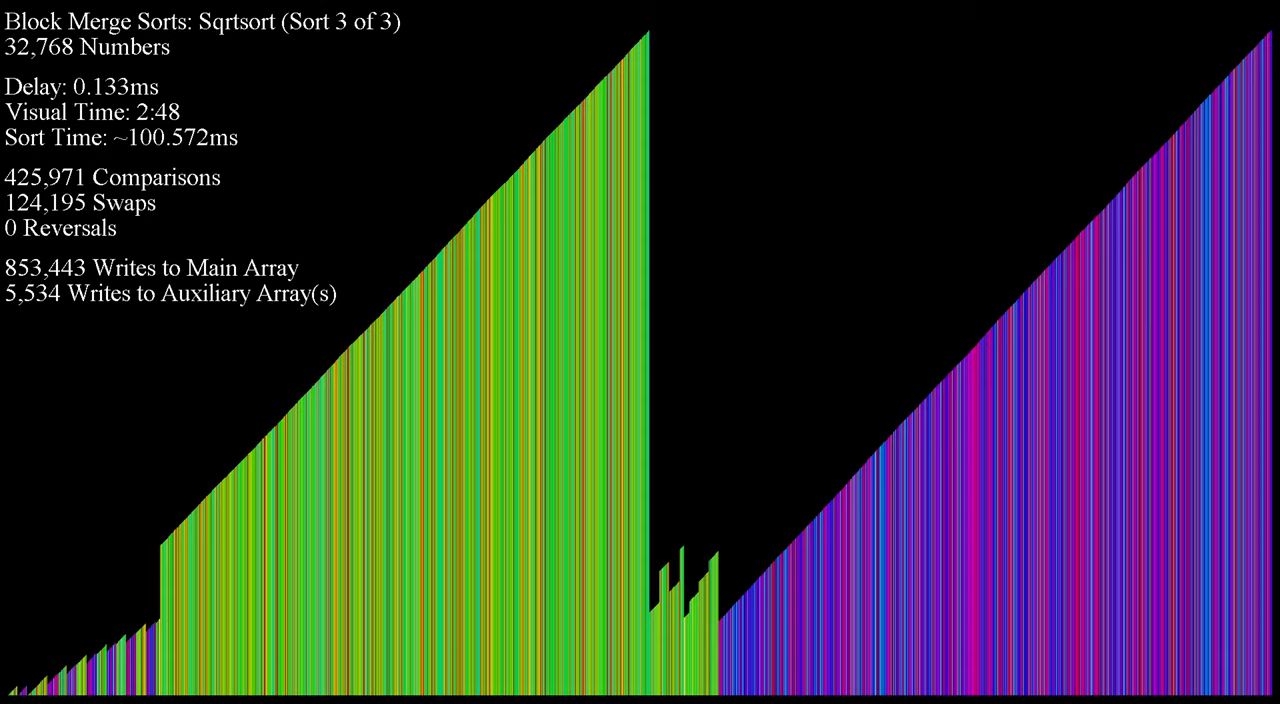 Block Merge Sorts: Sqrtsort (Sort 3 of 3)
32,768 Numbers
Delay: 0.133ms
Visual Time: 2:48
Sort Time: ~100.572ms
425,971 Comparisons
124,195 Swaps
0 Reversals
853,443 Writes to Main Array
5,534 Writes to Auxiliary Array(s)